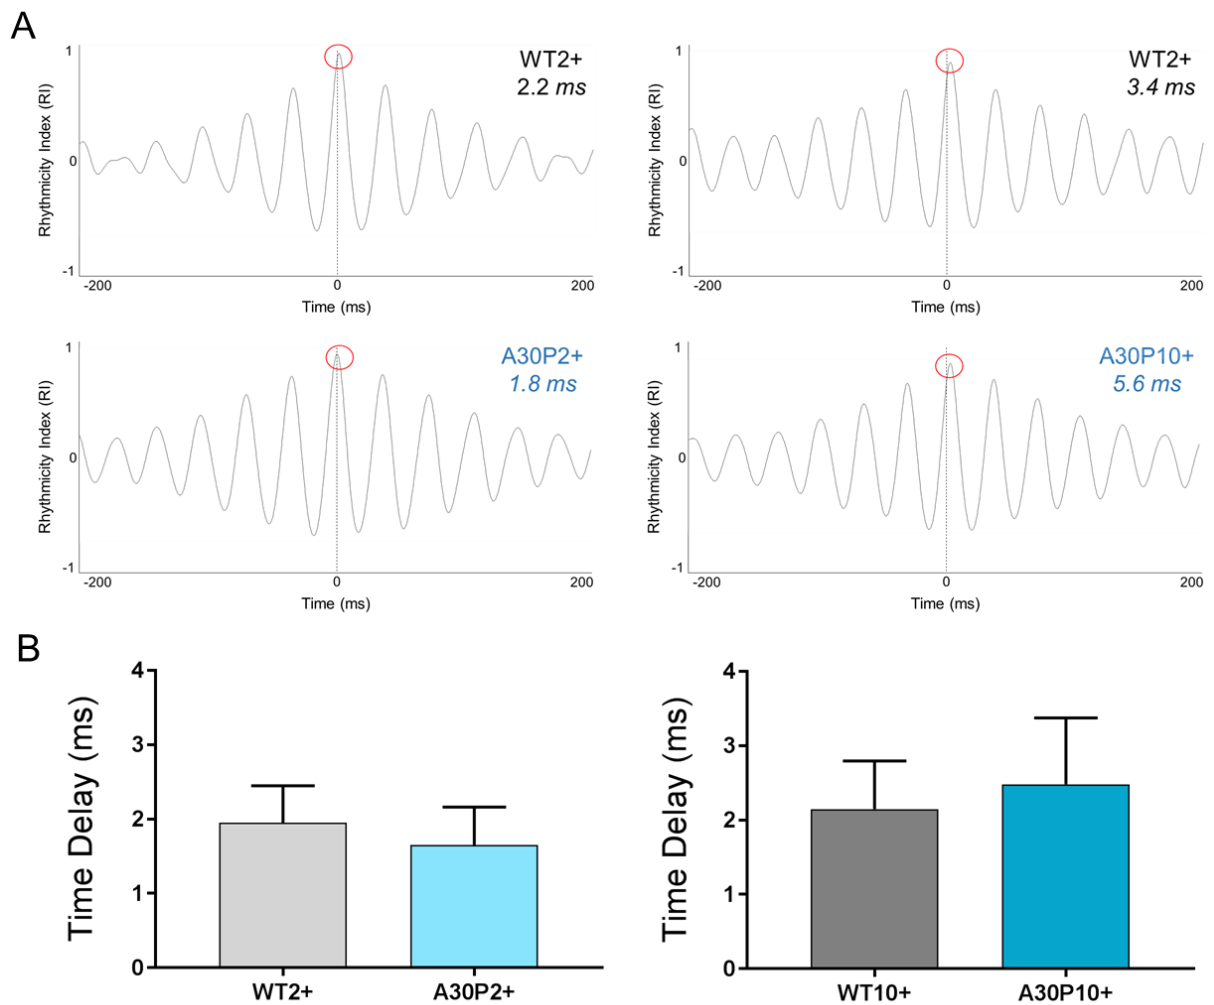 A
1
0
-1
Rhythmicity Index (RI)
WT2+
2.2 ms
-200
0
200
Time (ms)
1
0
-1
Rhythmicity Index (RI)
WT2+
3.4 ms
-200
0
200
Time (ms)
1
0
-1
Rhythmicity Index (RI)
A30P2+
1.8 ms
-200
0
200
Time (ms)
1
0
-1
Rhythmicity Index (RI)
A30P10+
5.6 ms
-200
0
200
Time (ms)
B
4
3
2
1
0
Time Delay (ms)
WT2+
A30P2+
4
3
2
1
0
Time Delay (ms)
WT10+
A30P10+